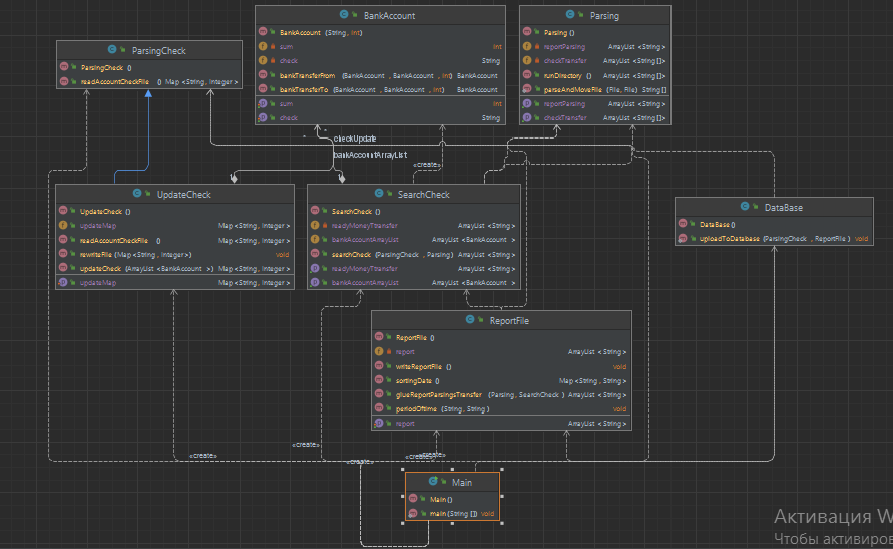 ParsingCheck
ParsingCheck ()
readAccountCheckFile () Map <String, Integer>
BankAccount
BankAccount (String, Int)
sum Int
check String
bankTransferFrom (BankAccount , BankAccount , Int) BankAccount
bankTransferTo (BankAccount , BankAccount , Int) BankAccount
sum Int
check String
Parsing
Parsing ()
reportParsing ArrayList <String>
checkTransfer ArrayList <String[]>
runDirectory () ArrayList <String[]>
parseAndMoveFile (File, File) String[]
reportParsing ArrayList <String>
checkTransfer ArrayList <String[]>
checkUpdate
bankAccountArrayList
«create»
UpdateCheck
UpdateCheck ()
updateMap Map <String, Integer>
readAccountCheckFile () Map <String, Integer>
rewriteFile (Map <String, Integer>) void
updateCheck (ArrayList <BankAccount >) Map <String, Integer>
updateMap Map <String, Integer>
SearchCheck
SearchCheck ()
readyMoneyTtransfer ArrayList <String>
bankAccountArrayList ArrayList <BankAccount >
searchCheck (ParsingCheck , Parsing) ArrayList <String>
readyMoneyTtransfer ArrayList <String>
bankAccountArrayList ArrayList <BankAccount >
DataBase
DataBase ()
uploadToDatabase (ParsingCheck , ReportFile ) void
ReportFile
ReportFile ()
report ArrayList <String>
writeReportFile () void
sortingDate () Map <String, String>
glueReportParsingsTransfer (Parsing, SearchCheck ) ArrayList <String>
periodOftime (String, String) void
report ArrayList <String>
«create»
«create»
«create»
«create»
«create»
Main
Main ()
main (String []) void
Активация W
Чтобы активиров